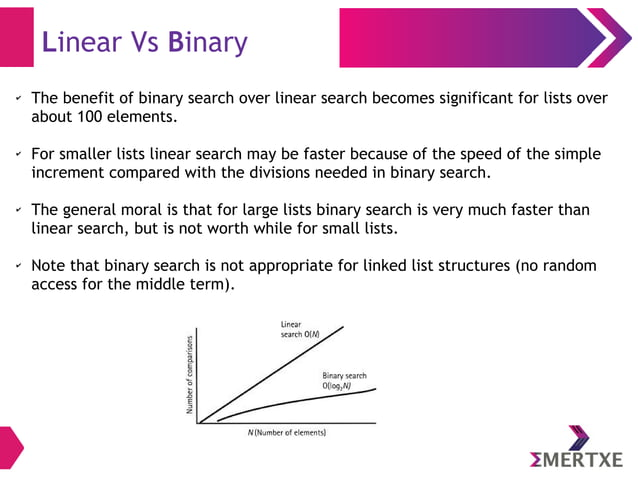 Linear Vs Binary
✔ The benefit of binary search over linear search becomes significant for lists over
about 100 elements.
✔ For smaller lists linear search may be faster because of the speed of the simple
increment compared with the divisions needed in binary search.
✔ The general moral is that for large lists binary search is very much faster than
linear search, but is not worth while for small lists.
✔ Note that binary search is not appropriate for linked list structures (no random
access for the middle term).
Linear
search O(N)
Binary search
O(log₂N)
Number of comparisons
N (Number of elements)
EMERTXE